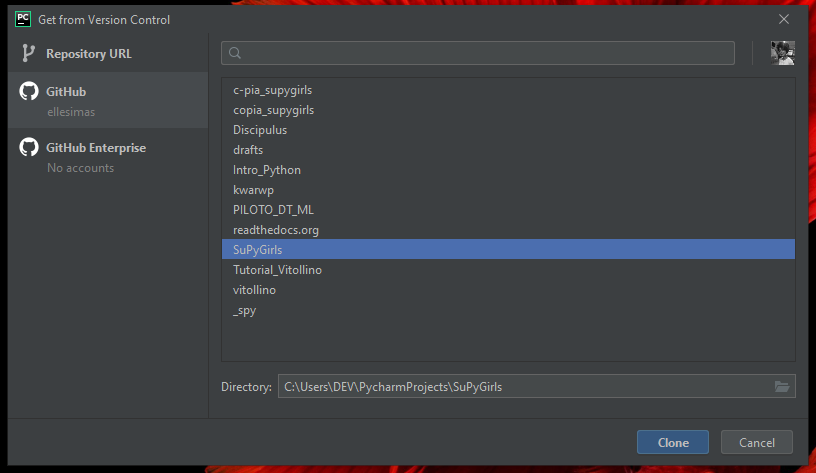 PC
Get from Version Control
Repository URL
GitHub
ellesimas
GitHub Enterprise
No accounts
c-pia_supygirls
copia_supygirls
Discipulus
drafts
Intro_Python
kwarwp
PILOTO_DT_ML
readthedocs.org
SuPyGirls
Tutorial_Vitollino
vitollino
_spy
Directory: C:\Users\DEV\PycharmProjects\SuPyGirls
Clone Cancel